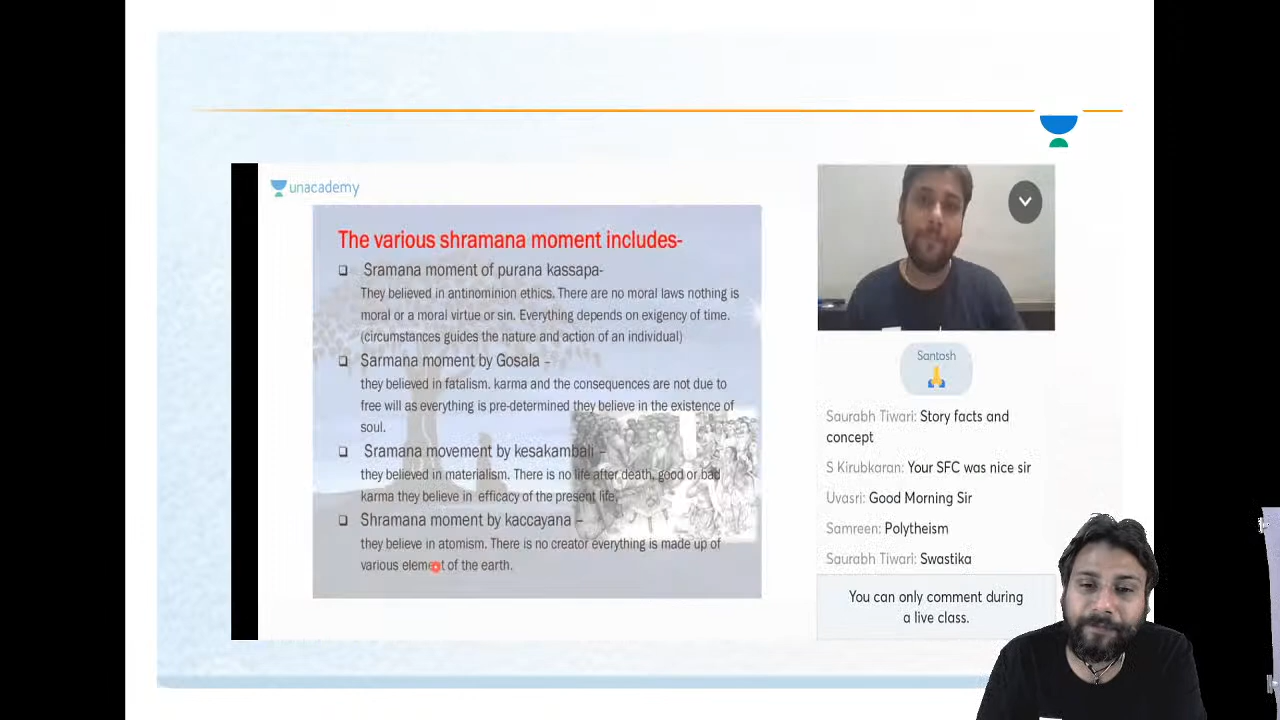 unacademy
The various shramana moment includes-
Sramana moment of purana kassapa-
They believed in antinominion ethics. There are no moral laws nothing is
moral or a moral virtue or sin. Everything depends on exigency of time.
(circumstances guides the nature and action of an individual)
Sarmana moment by Gosala -
they believed in fatalism. karma and the consequences are not due to
free will as everything is pre-determined they believe in the existence of
soul.
Sramana movement by kesakambali –
they believed in materialism. There is no life after death, good or bad
karma they believe in efficacy of the present life.
Shramana moment by kaccayana –
they believe in atomism. There is no creator everything is made up of
various element of the earth.
Santosh
Saurabh Tiwari: Story facts and
concept
S Kirubkaran: Your SFC was nice sir
Uvasri: Good Morning Sir
Samreen: Polytheism
Saurabh Tiwari: Swastika
You can only comment during
a live class.